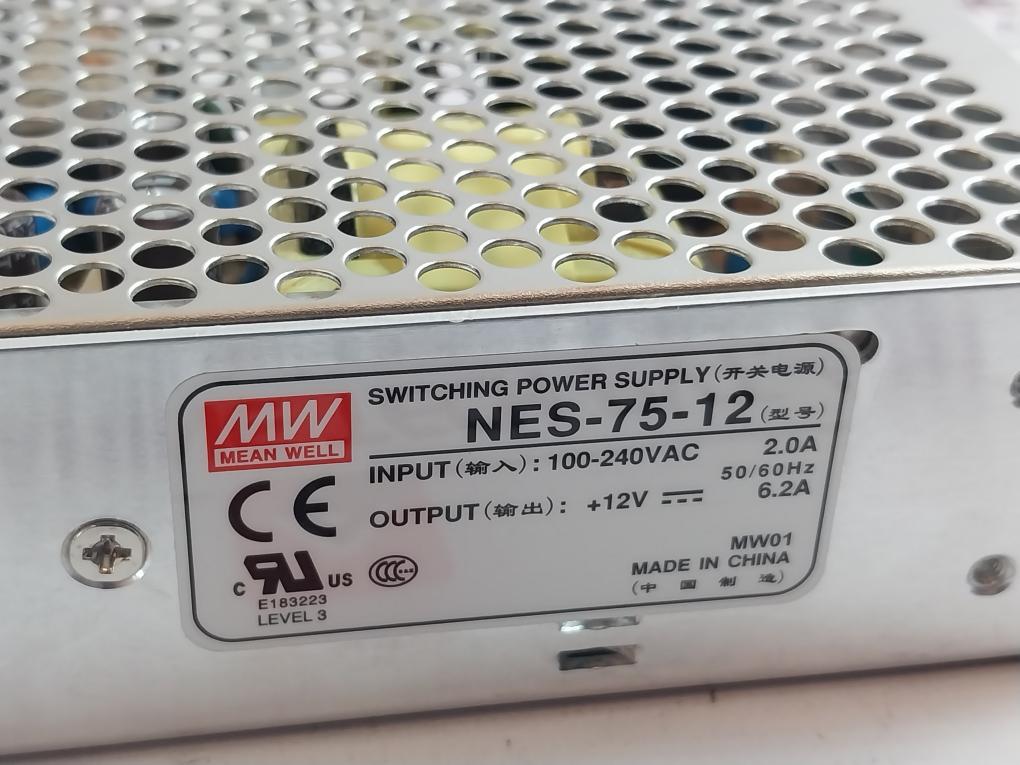 SWITCHING POWER SUPPLY(开关电源)
MW
MEAN WELL
NES-75-12(型号)
INPUT(输入): 100-240VAC 2.0A
50/60Hz
OUTPUT(输出): +12V 6.2A
CE
C RU US
E183223
LEVEL 3
CCC
MW01
MADE IN CHINA
(中国制造)